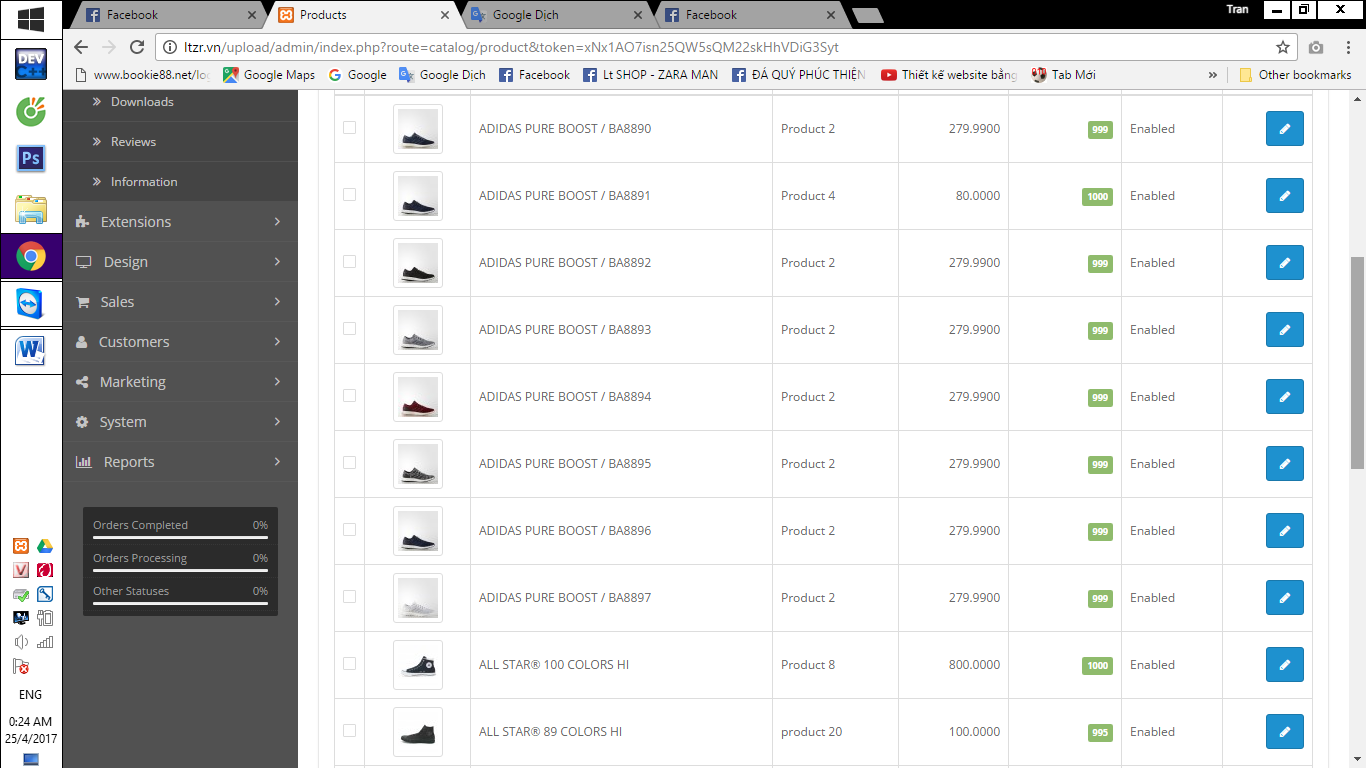 Facebook
Products
Google Dịch
Facebook
Tran
ltzr.vn/upload/admin/index.php?route=catalog/product&token=xNx1AO7isn25QW5sQM22skHhVDiG3Syt
www.bookie88.net/log
Google Maps
Google
Google Dịch
Facebook
Lt SHOP - ZARA MAN
ĐÁ QUÝ PHÚC THIỆN
Thiết kế website bằng
Tab Mới
»
Other bookmarks
DEV
C++
Ps
Downloads
Reviews
Information
Extensions
Design
Sales
Customers
Marketing
System
Reports
Orders Completed 0%
Orders Processing 0%
Other Statuses 0%
ADIDAS PURE BOOST / BA8890 Product 2 279.9900 999 Enabled
ADIDAS PURE BOOST / BA8891 Product 4 80.0000 1000 Enabled
ADIDAS PURE BOOST / BA8892 Product 2 279.9900 999 Enabled
ADIDAS PURE BOOST / BA8893 Product 2 279.9900 999 Enabled
ADIDAS PURE BOOST / BA8894 Product 2 279.9900 999 Enabled
ADIDAS PURE BOOST / BA8895 Product 2 279.9900 999 Enabled
ADIDAS PURE BOOST / BA8896 Product 2 279.9900 999 Enabled
ADIDAS PURE BOOST / BA8897 Product 2 279.9900 999 Enabled
ALL STAR® 100 COLORS HI Product 8 800.0000 1000 Enabled
ALL STAR® 89 COLORS HI product 20 100.0000 995 Enabled
ENG
0:24 AM
25/4/2017